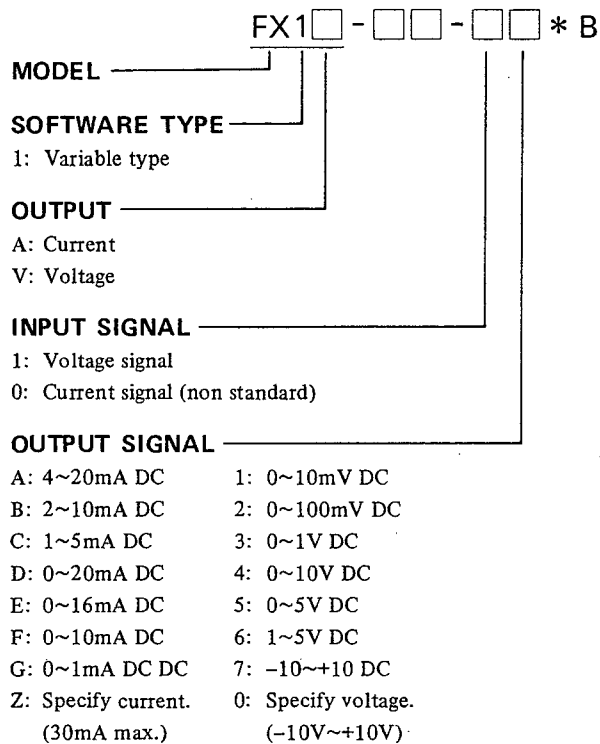 FX1□-□□-□□*B
MODEL
SOFTWARE TYPE
1: Variable type
OUTPUT
A: Current
V: Voltage
INPUT SIGNAL
1: Voltage signal
0: Current signal (non standard)
OUTPUT SIGNAL
A: 4~20mA DC 1: 0~10mV DC
B: 2~10mA DC 2: 0~100mV DC
C: 1~5mA DC 3: 0~1V DC
D: 0~20mA DC 4: 0~10V DC
E: 0~16mA DC 5: 0~5V DC
F: 0~10mA DC 6: 1~5V DC
G: 0~1mA DC DC 7: –10~+10 DC
Z: Specify current. 0: Specify voltage.
(30mA max.) (–10V~+10V)